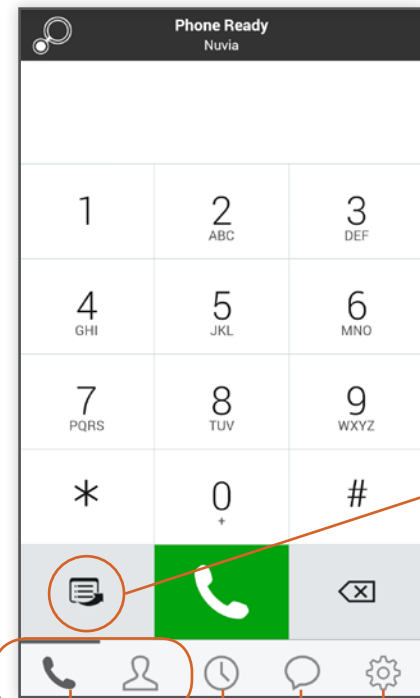 Phone Ready
Nuvia
1 2 3
ABC DEF
4 5 6
GHI JKL MNO
7 8 9
PQRS TUV WXYZ
* 0 #
+